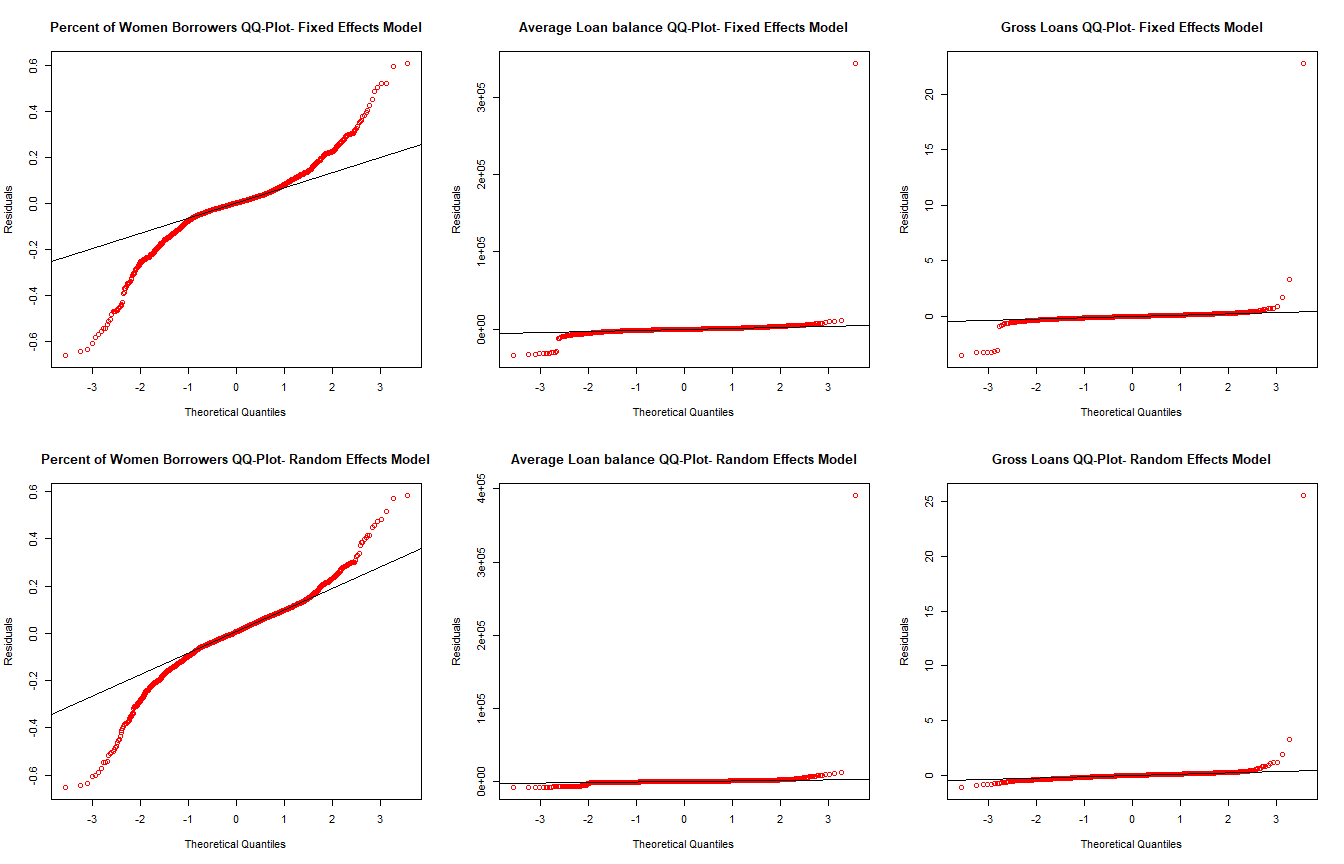 Percent of Women Borrowers QQ-Plot- Fixed Effects Model
Residuals
0.6
0.4
0.2
0.0
-0.2
-0.4
-0.6
-3 -2 -1 0 1 2 3
Theoretical Quantiles
Average Loan balance QQ-Plot- Fixed Effects Model
Residuals
3e+05
2e+05
1e+05
0e+00
-3 -2 -1 0 1 2 3
Theoretical Quantiles
Gross Loans QQ-Plot- Fixed Effects Model
Residuals
20
15
10
5
0
-3 -2 -1 0 1 2 3
Theoretical Quantiles
Percent of Women Borrowers QQ-Plot- Random Effects Model
Residuals
0.6
0.4
0.2
0.0
-0.2
-0.4
-0.6
-3 -2 -1 0 1 2 3
Theoretical Quantiles
Average Loan balance QQ-Plot- Random Effects Model
Residuals
4e+05
3e+05
2e+05
1e+05
0e+00
-3 -2 -1 0 1 2 3
Theoretical Quantiles
Gross Loans QQ-Plot- Random Effects Model
Residuals
25
20
15
10
5
0
-3 -2 -1 0 1 2 3
Theoretical Quantiles